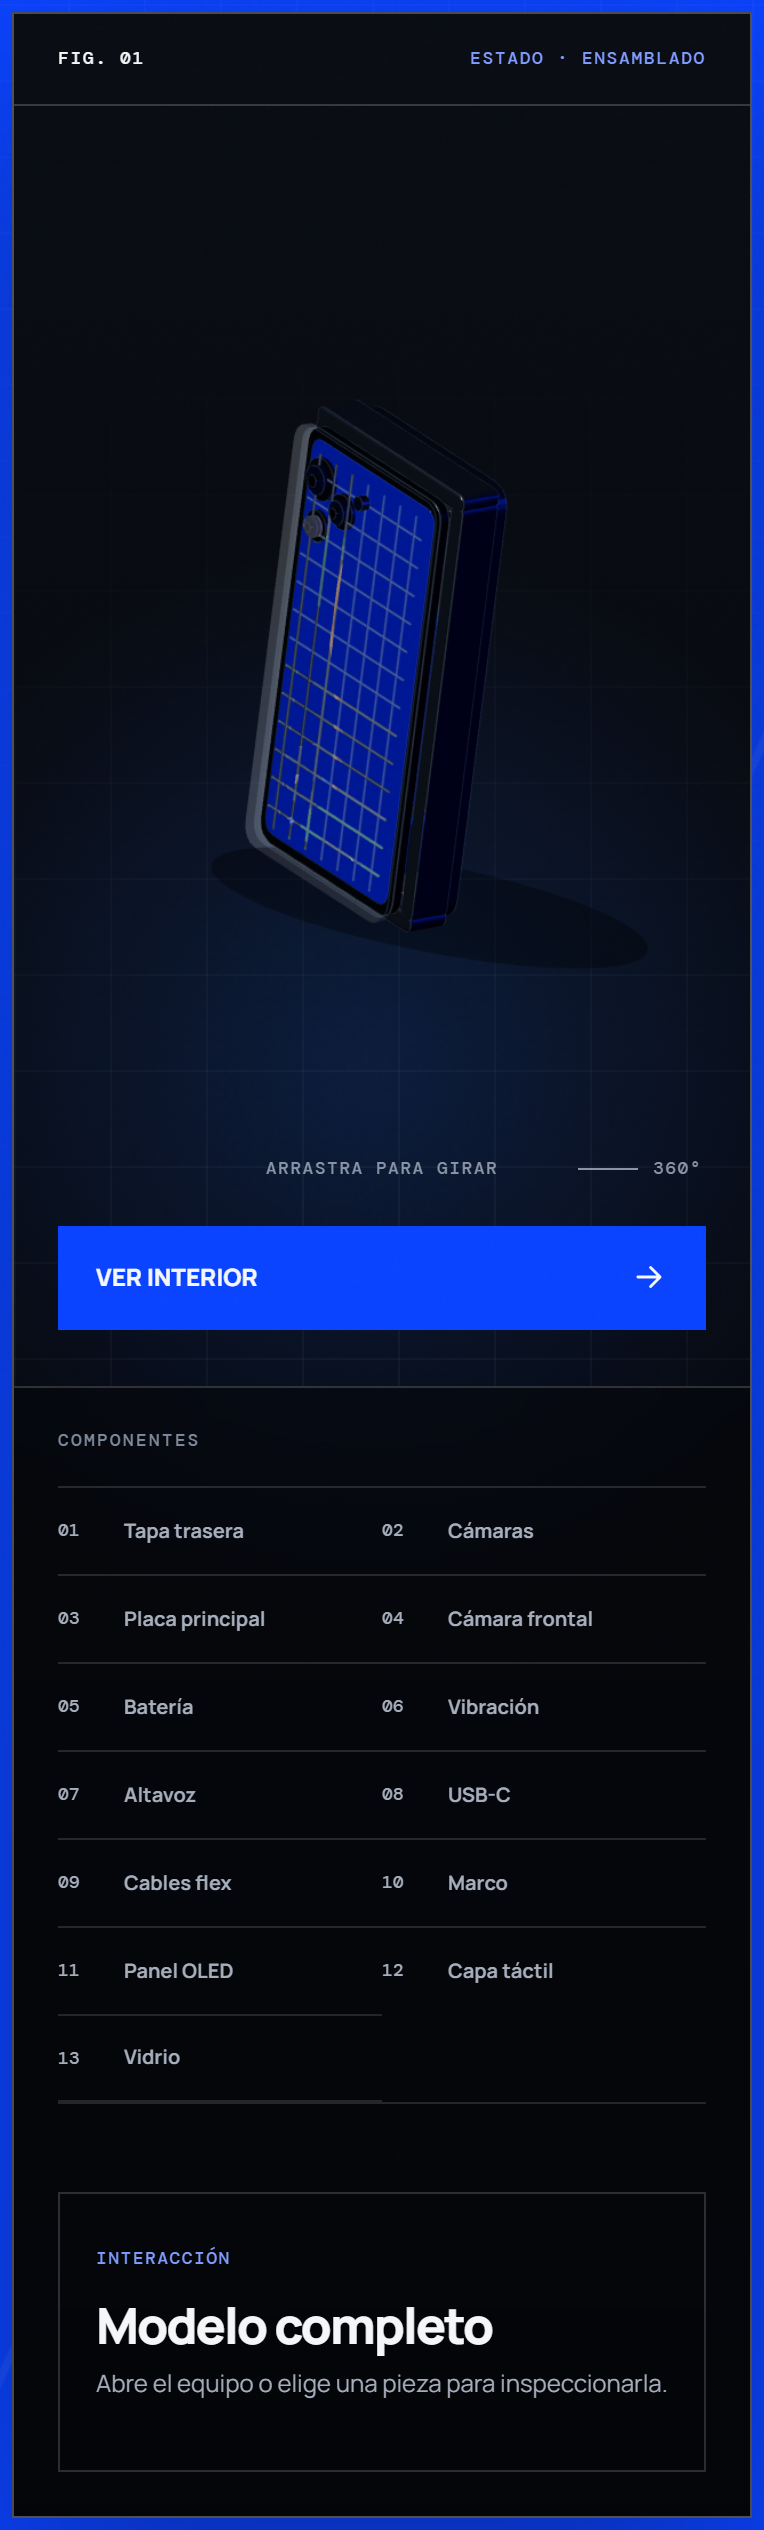 FIG. 01
ESTADO · ENSAMBLADO
ARRASTRA PARA GIRAR
360°
VER INTERIOR
COMPONENTES
01 Tapa trasera
02 Cámaras
03 Placa principal
04 Cámara frontal
05 Batería
06 Vibración
07 Altavoz
08 USB-C
09 Cables flex
10 Marco
11 Panel OLED
12 Capa táctil
13 Vidrio
INTERACCIÓN
Modelo completo
Abre el equipo o elige una pieza para inspeccionarla.